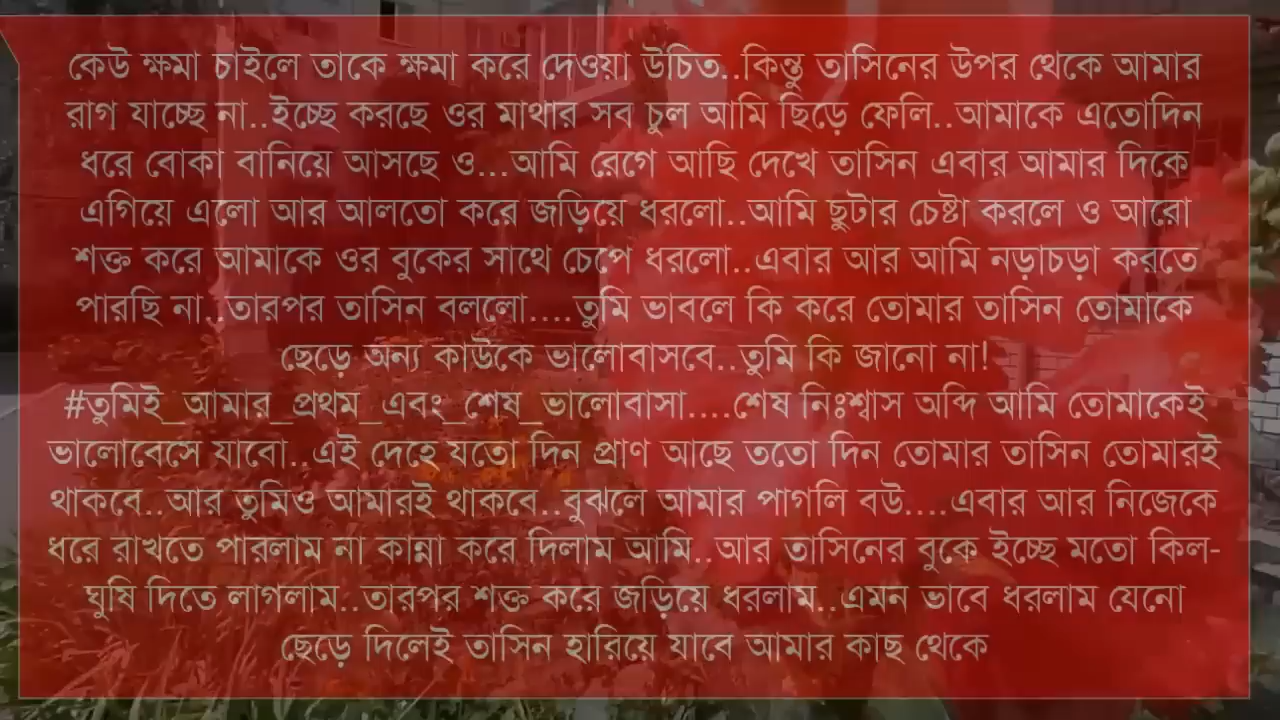 কেউ ক্ষমা চাইলে তাকে ক্ষমা করে দেওয়া উচিত..কিন্তু তাসিনের উপর থেকে আমার
রাগ যাচ্ছে না..ইচ্ছে করছে ওর মাথার সব চুল আমি ছিড়ে ফেলি..আমাকে এতোদিন
ধরে বোকা বানিয়ে আসছে ও...আমি রেগে আছি দেখে তাসিন এবার আমার দিকে
এগিয়ে এলো আর আলতো করে জড়িয়ে ধরলো..আমি ছুটার চেষ্টা করলে ও আরো
শক্ত করে আমাকে ওর বুকের সাথে চেপে ধরলো..এবার আর আমি নড়াচড়া করতে
পারছি না..তারপর তাসিন বললো....তুমি ভাবলে কি করে তোমার তাসিন তোমাকে
ছেড়ে অন্য কাউকে ভালোবাসবে..তুমি কি জানো না!
#তুমিই_আমার_প্রথম_এবং_শেষ_ভালোবাসা....শেষ নিঃশ্বাস অব্দি আমি তোমাকেই
ভালোবেসে যাবো..এই দেহে যতো দিন প্রাণ আছে ততো দিন তোমার তাসিন তোমারই
থাকবে..আর তুমিও আমারই থাকবে..বুঝলে আমার পাগলি বউ....এবার আর নিজেকে
ধরে রাখতে পারলাম না কান্না করে দিলাম আমি..আর তাসিনের বুকে ইচ্ছে মতো কিল-
ঘুষি দিতে লাগলাম..তারপর শক্ত করে জড়িয়ে ধরলাম..এমন ভাবে ধরলাম যেনো
ছেড়ে দিলেই তাসিন হারিয়ে যাবে আমার কাছ থেকে